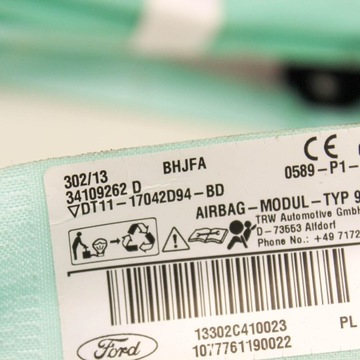 302/13 BHJFA CE
34109262 D 0589-P1-
▽DT11-17042D94-BD
AIRBAG-MODUL-TYP 9
TRW Automotive GmbH
D-73553 Alfdorf
Phone No.: +49 7172
13302C410023 PL
1077761190022
Ford